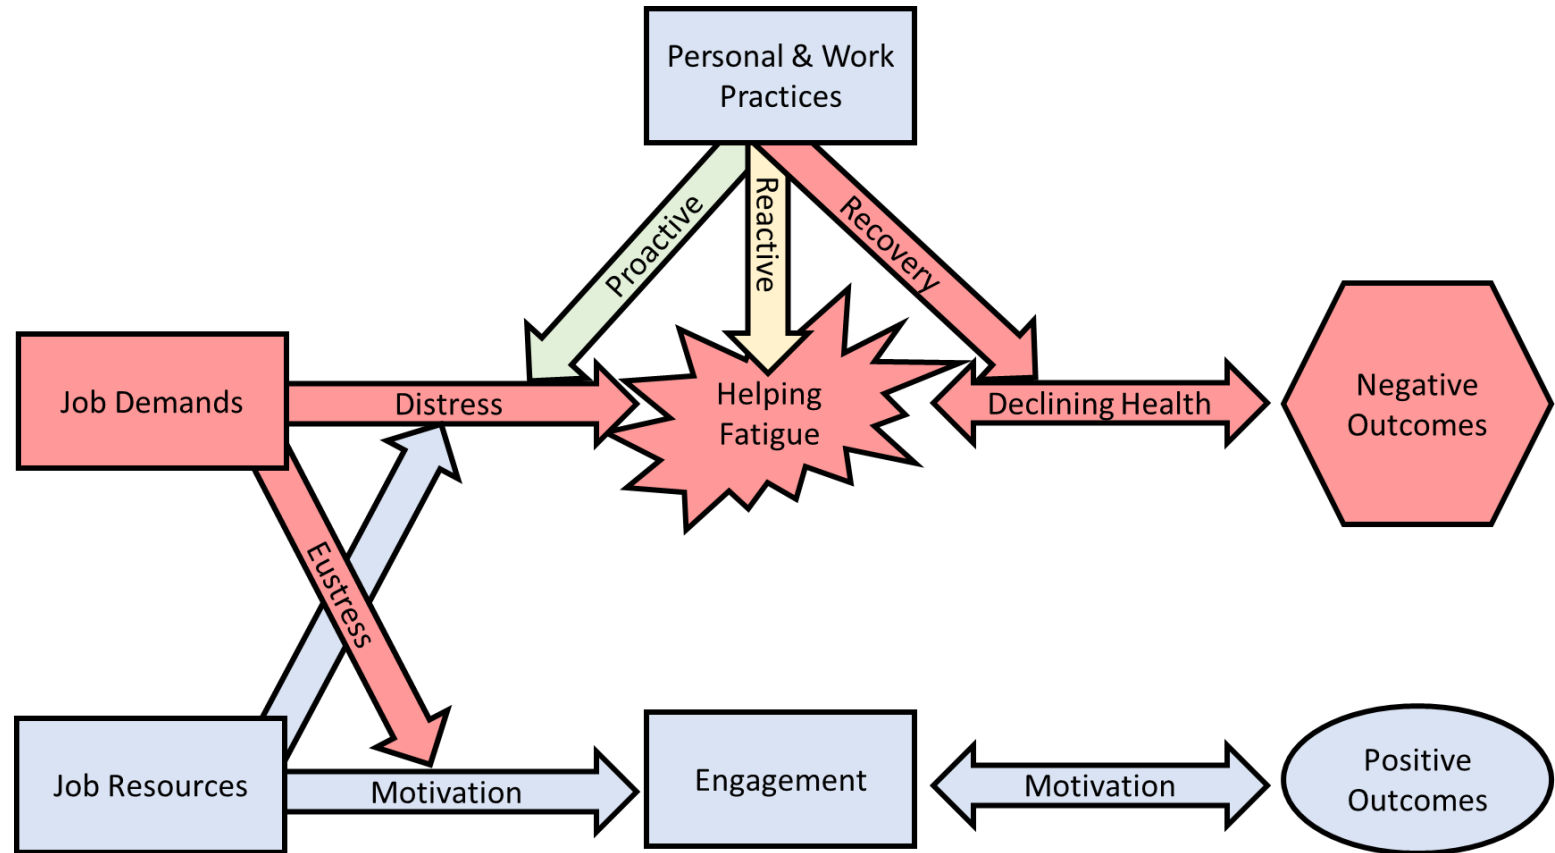 Personal & Work
Practices
Proactive
Reactive
Recovery
Job Demands
Distress
Helping
Fatigue
Declining Health
Negative
Outcomes
Eustress
Job Resources
Motivation
Engagement
Motivation
Positive
Outcomes